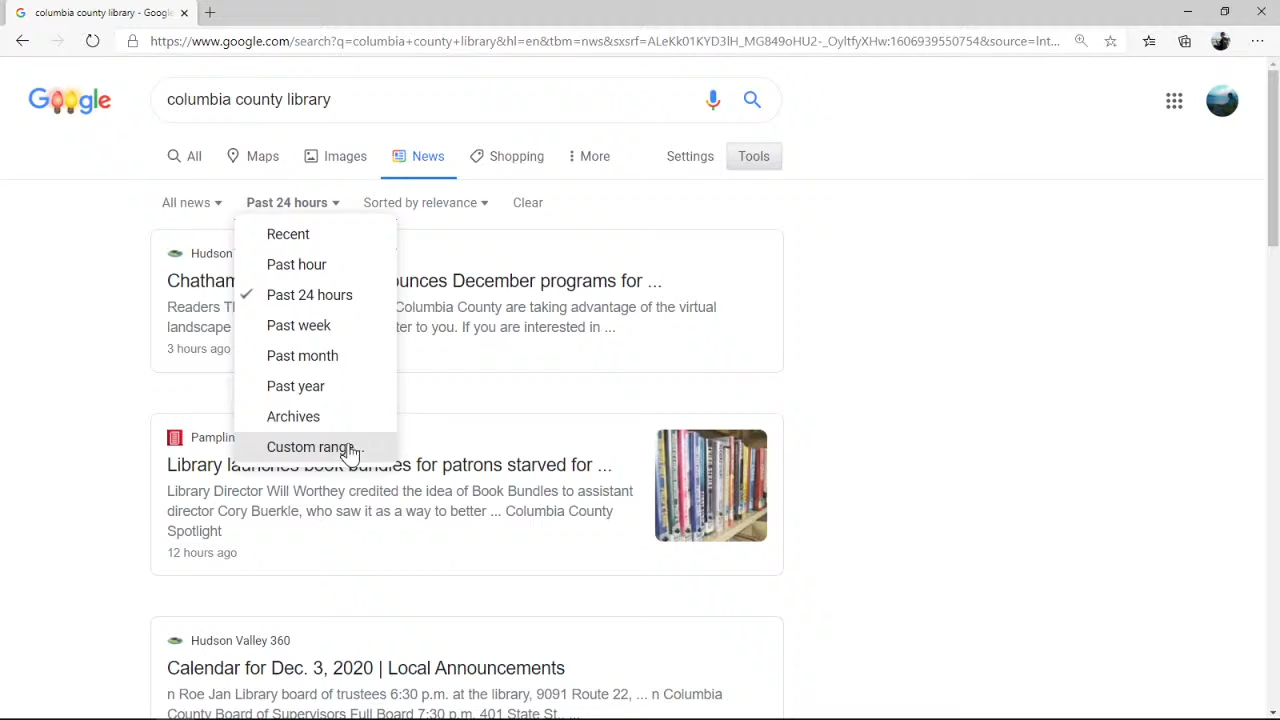 columbia county library - Google
https://www.google.com/search?q=columbia+county+library&hl=en&tbm=nws&sxsrf=ALeKk01KYD3lH_MG849oHU2-_OyltfyXHw:1606939550754&source=lnt...
Google
columbia county library
All Maps Images News Shopping More Settings Tools
All news Past 24 hours Sorted by relevance Clear
Recent
Past hour
Past 24 hours
Past week
Past month
Past year
Archives
Custom range...
Hudson
Chatham unces December programs for ...
Readers Columbia County are taking advantage of the virtual
landscape ter to you. If you are interested in ...
3 hours ago
Pamplin
Library launches book bundles for patrons starved for ...
Library Director Will Worthey credited the idea of Book Bundles to assistant
director Cory Buerkle, who saw it as a way to better ... Columbia County
Spotlight
12 hours ago
Hudson Valley 360
Calendar for Dec. 3, 2020 | Local Announcements
n Roe Jan Library board of trustees 6:30 p.m. at the library, 9091 Route 22, ... n Columbia
County Board of Supervisors Full Board 7:30 p.m. 401 State St., ...